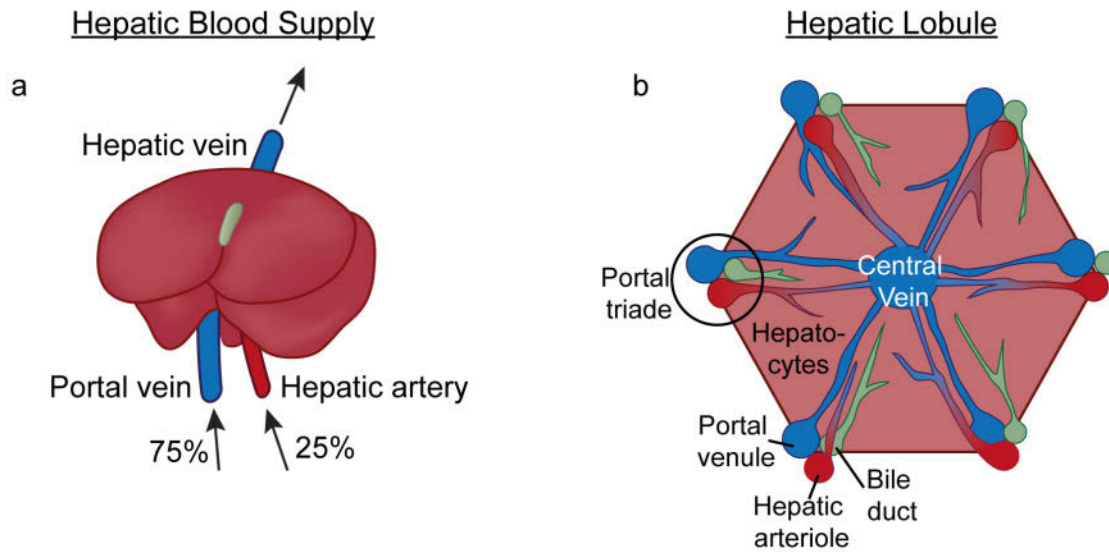 Hepatic Blood Supply
a
Hepatic vein
Portal vein
Hepatic artery
75%
25%
Hepatic Lobule
b
Central
Vein
Portal
triade
Hepato-
cytes
Portal
venule
Hepatic
arteriole
Bile
duct